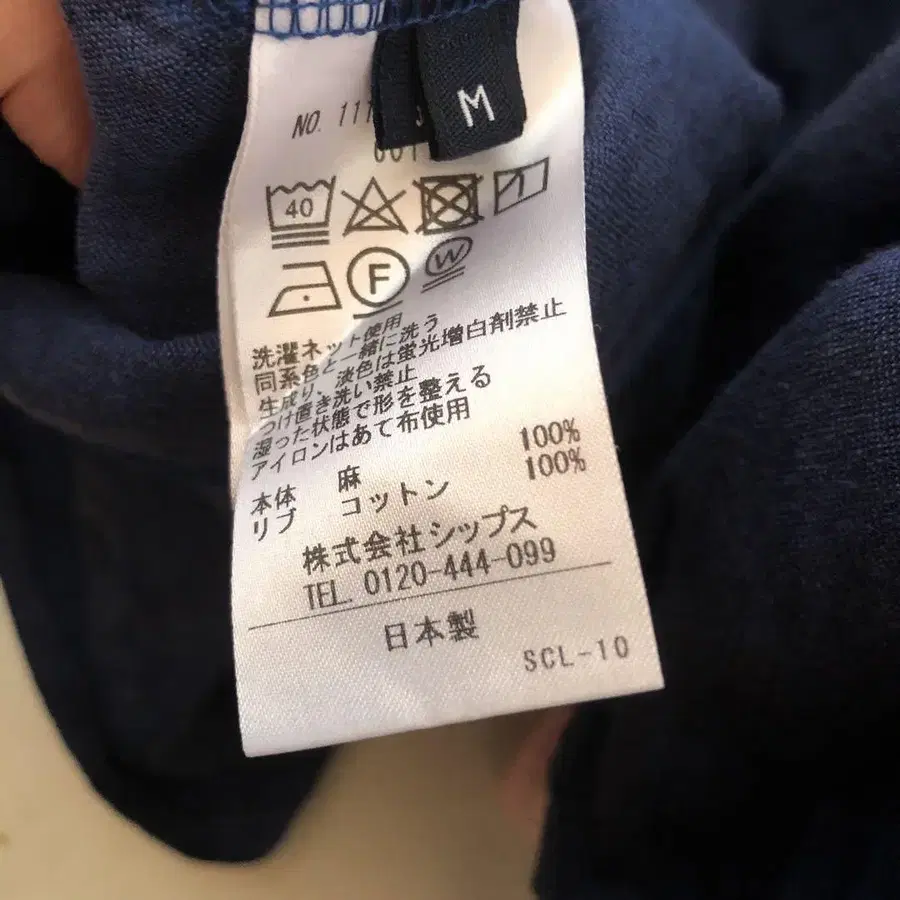 M
NO. 111
40
F
W
洗濯ネット使用
同系色と一緒に洗う
生成り、淡色は蛍光増白剤禁止
つけ置き洗い禁止
湿った状態で形を整える
アイロンはあて布使用
本体 麻 100%
リブ コットン 100%
株式会社シップス
TEL. 0120-444-099
日本製
SCL-10